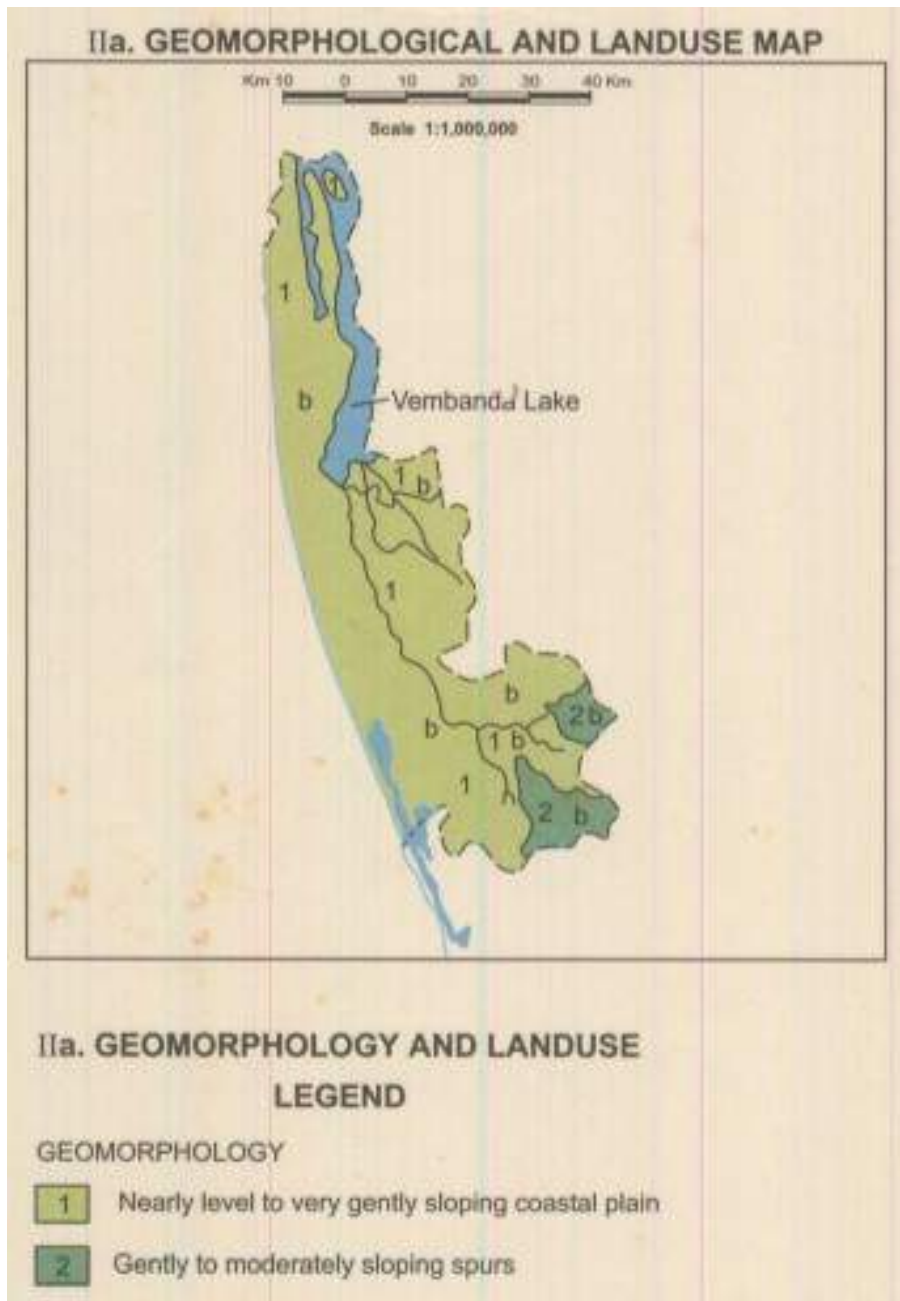 IIa. GEOMORPHOLOGICAL AND LANDUSE MAP
Km 10 0 10 20 30 40 Km
Scale 1:1,000,000
1
1
b
Vembanad Lake
1 b
1
b
2 b
b
1 b
1
2 b
IIa. GEOMORPHOLOGY AND LANDUSE
LEGEND
GEOMORPHOLOGY
1 Nearly level to very gently sloping coastal plain
2 Gently to moderately sloping spurs